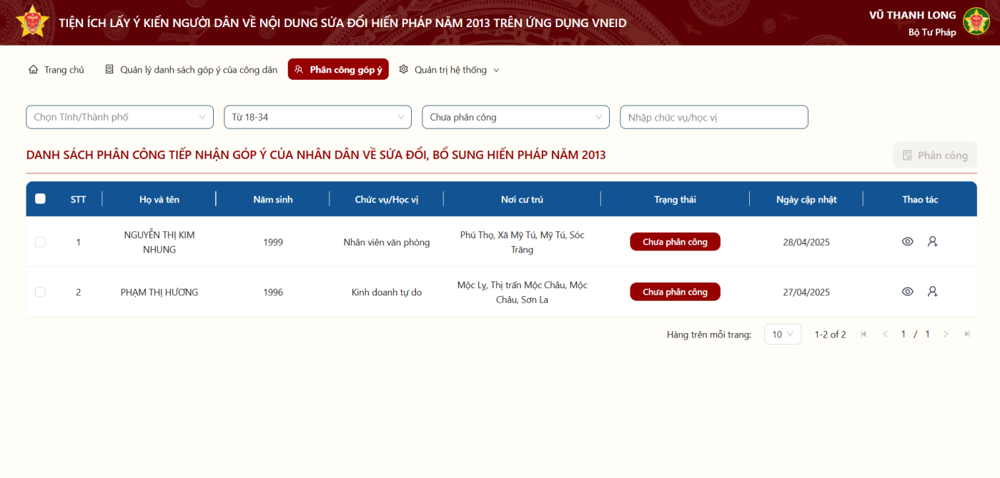 TIỆN ÍCH LẤY Ý KIẾN NGƯỜI DÂN VỀ NỘI DUNG SỬA ĐỔI HIẾN PHÁP NĂM 2013 TRÊN ỨNG DỤNG VNEID
VŨ THANH LONG
Bộ Tư Pháp
Trang chủ
Quản lý danh sách góp ý của công dân
Phân công góp ý
Quản trị hệ thống
Chọn Tỉnh/Thành phố
Từ 18-34
Chưa phân công
Nhập chức vụ/học vị
DANH SÁCH PHÂN CÔNG TIẾP NHẬN GÓP Ý CỦA NHÂN DÂN VỀ SỬA ĐỔI, BỔ SUNG HIẾN PHÁP NĂM 2013
Phân công
STT Họ và tên Năm sinh Chức vụ/Học vị Nơi cư trú Trạng thái Ngày cập nhật Thao tác
1 NGUYỄN THỊ KIM NHUNG 1999 Nhân viên văn phòng Phú Thọ, Xã Mỹ Tú, Mỹ Tú, Sóc Trăng Chưa phân công 28/04/2025
2 PHẠM THỊ HƯƠNG 1996 Kinh doanh tự do Mộc Lỵ, Thị trấn Mộc Châu, Mộc Châu, Sơn La Chưa phân công 27/04/2025
Hàng trên mỗi trang: 10 1-2 of 2 1 / 1